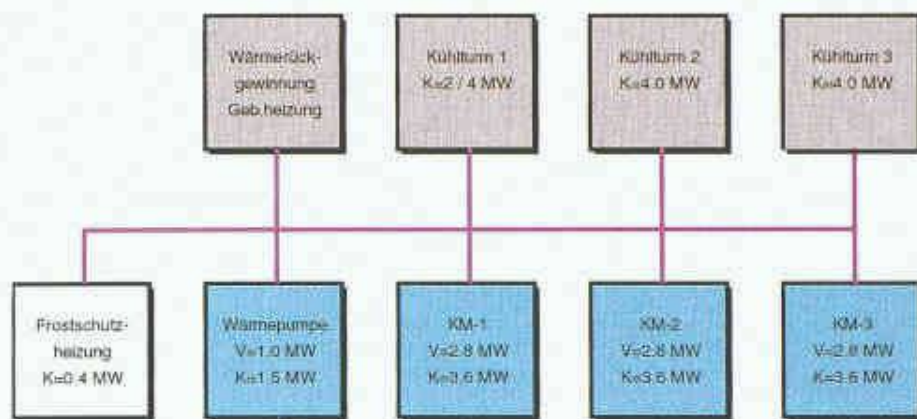 Wärmerück-
gewinnung
Geb.heizung
Kühlturm 1
K=2 / 4 MW
Kühlturm 2
K=4.0 MW
Kühlturm 3
K=4.0 MW
Frostschutz-
heizung
K=0.4 MW
Wärmepumpe
V=1.0 MW
K=1.5 MW
KM-1
V=2.8 MW
K=3.6 MW
KM-2
V=2.8 MW
K=3.6 MW
KM-3
V=2.8 MW
K=3.6 MW